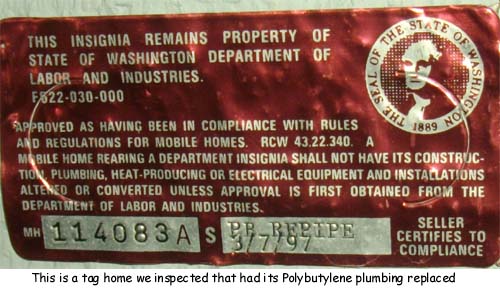 THIS INSIGNIA REMAINS PROPERTY OF
STATE OF WASHINGTON DEPARTMENT OF
LABOR AND INDUSTRIES.
F622-030-000
THE SEAL OF THE STATE OF WASHINGTON
1889
APPROVED AS HAVING BEEN IN COMPLIANCE WITH RULES
AND REGULATIONS FOR MOBILE HOMES. RCW 43.22.340. A
MOBILE HOME REARING A DEPARTMENT INSIGNIA SHALL NOT HAVE ITS CONSTRUC-
TION, PLUMBING, HEAT-PRODUCING OR ELECTRICAL EQUIPMENT AND INSTALLATIONS
ALTERED OR CONVERTED UNLESS APPROVAL IS FIRST OBTAINED FROM THE
DEPARTMENT OF LABOR AND INDUSTRIES.
MH 114083A S PB REPIPE
3/7/97
SELLER
CERTIFIES TO
COMPLIANCE
This is a tag home we inspected that had its Polybutylene plumbing replaced